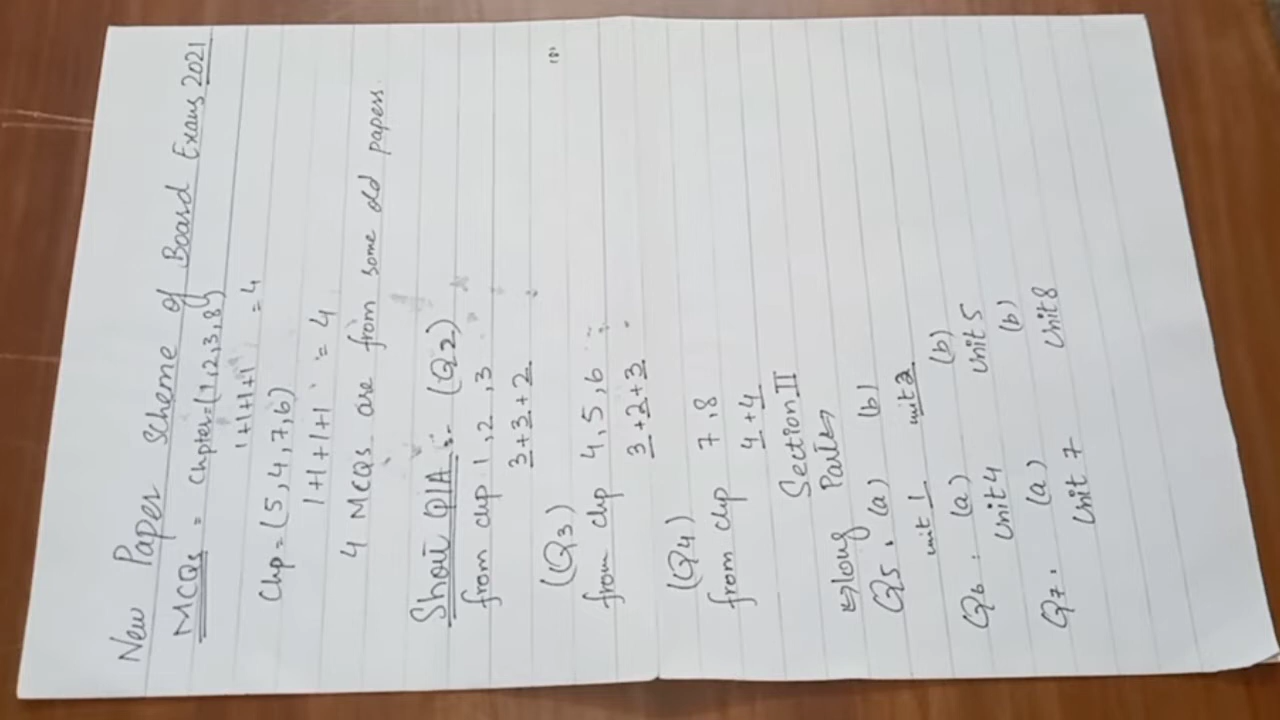 New Paper Scheme of Board Exams 2021
MCQs = Chpters=(1,2,3,8)
1+1+1+1 = 4
Chp=(5,4,7,6)
1+1+1+1 = 4
4 MCQs are from some old papers
Short Q/A :- (Q2)
from chp 1,2,3
3+3+2
(Q3)
from chp 4,5,6
3+2+3
(Q4)
from chp 7,8
4+4
Section II
long Parts
Q5. (a) (b)
unit 1 unit 2
Q6. (a) (b)
Unit 4 Unit 5
Q7. (a) (b)
Unit 7 Unit 8